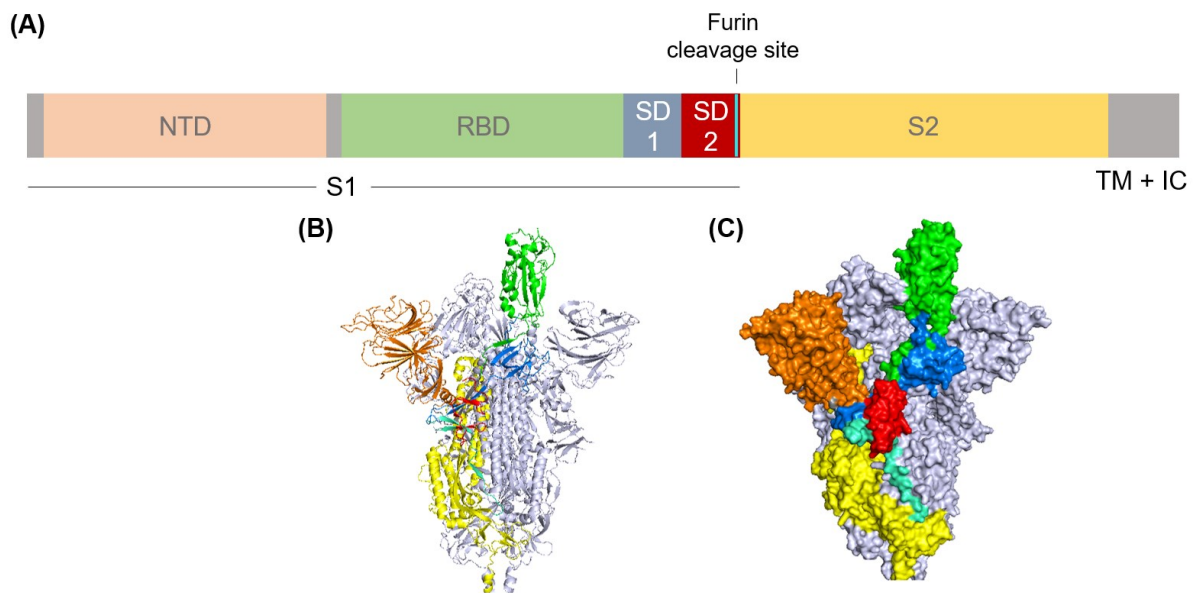 (A)
Furin
cleavage site
NTD
RBD
SD
1
SD
2
S2
S1
TM + IC
(B)
(C)